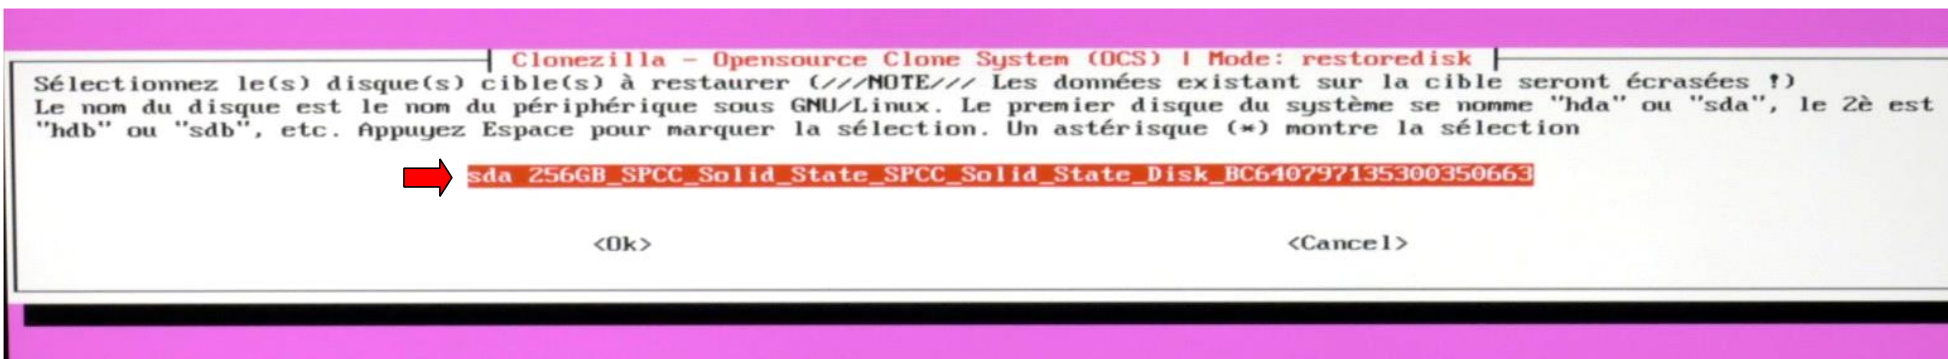 Clonezilla - Opensource Clone System (OCS) | Mode: restoredisk
Sélectionnez le(s) disque(s) cible(s) à restaurer (///NOTE/// Les données existant sur la cible seront écrasées !)
Le nom du disque est le nom du périphérique sous GNU/Linux. Le premier disque du système se nomme "hda" ou "sda", le 2è est
"hdb" ou "sdb", etc. Appuyez Espace pour marquer la sélection. Un astérisque (*) montre la sélection
sda 256GB_SPCC_Solid_State_SPCC_Solid_State_Disk_BC640797135300350663
<Ok> <Cancel>